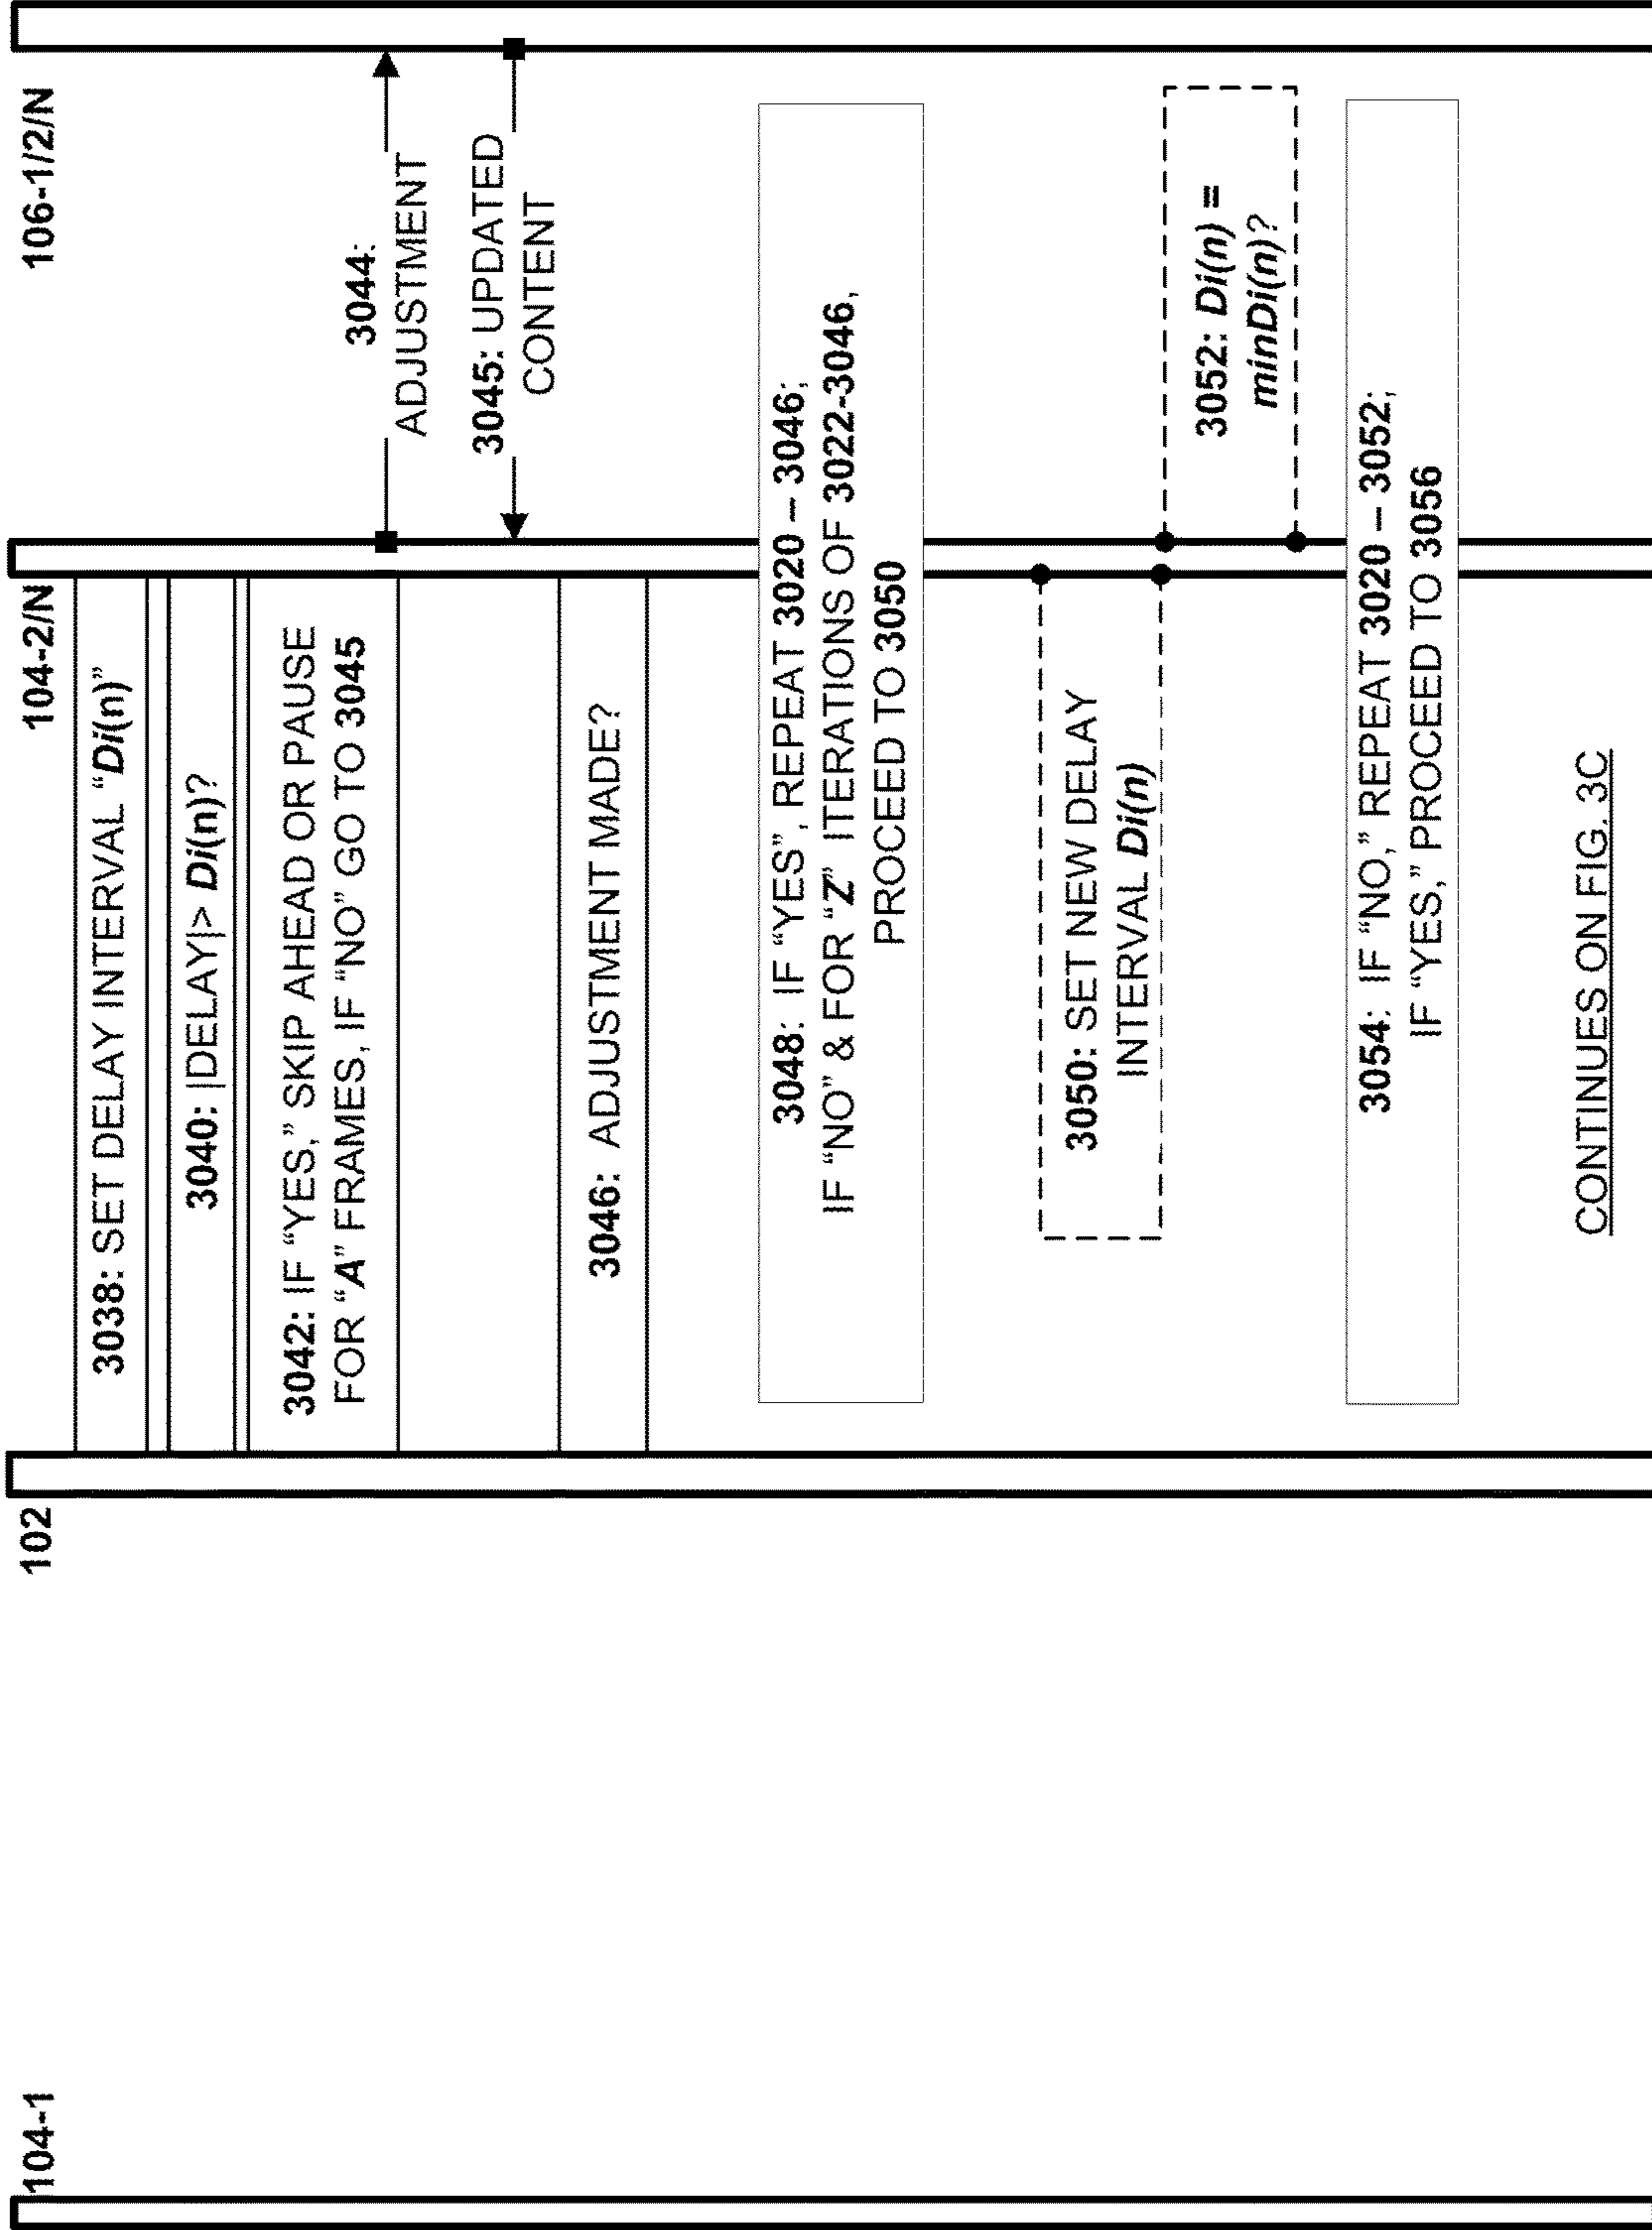 104-1
102
104-2/N
106-1/2/N
3038: SET DELAY INTERVAL “Di(n)”
3040: |DELAY|> Di(n)?
3042: IF “YES,” SKIP AHEAD OR PAUSE
FOR “A” FRAMES, IF “NO” GO TO 3045
3044:
ADJUSTMENT
3045: UPDATED
CONTENT
3046: ADJUSTMENT MADE?
3048: IF “YES”, REPEAT 3020 – 3046;
IF “NO” & FOR “Z” ITERATIONS OF 3022-3046,
PROCEED TO 3050
3050: SET NEW DELAY
INTERVAL Di(n)
3052: Di(n) =
minDi(n)?
3054: IF “NO,” REPEAT 3020 – 3052;
IF “YES,” PROCEED TO 3056
CONTINUES ON FIG. 3C